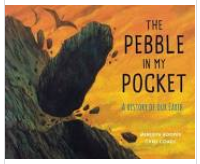 THE
PEBBLE
IN MY
POCKET
A HISTORY OF OUR EARTH